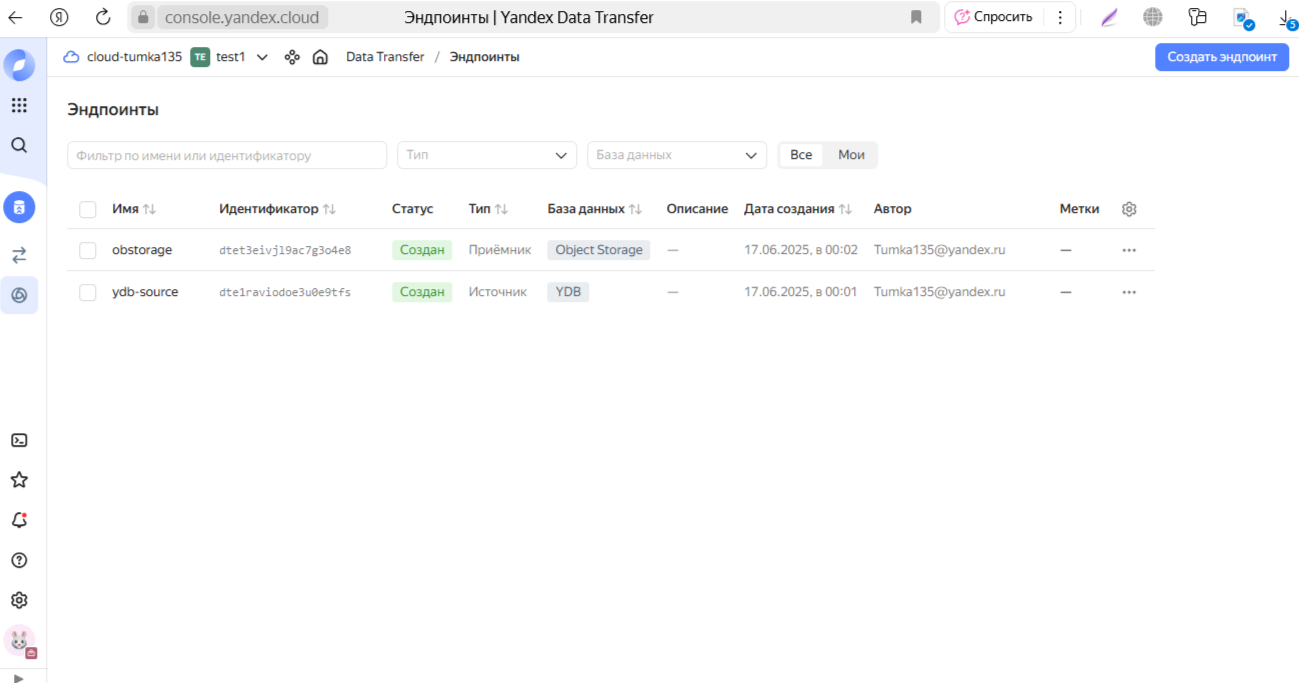 console.yandex.cloud Эндпоинты | Yandex Data Transfer Спросить 5
cloud-tumka135 TE test1 Data Transfer / Эндпоинты Создать эндпоинт
Эндпоинты
Фильтр по имени или идентификатору Тип База данных Все Мои
Имя Идентификатор Статус Тип База данных Описание Дата создания Автор Метки
obstorage dtet3eivjl9ac7g3o4e8 Создан Приёмник Object Storage — 17.06.2025, в 00:02 Tumka135@yandex.ru —
ydb-source dte1raviodoe3u0e9tfs Создан Источник YDB — 17.06.2025, в 00:01 Tumka135@yandex.ru —